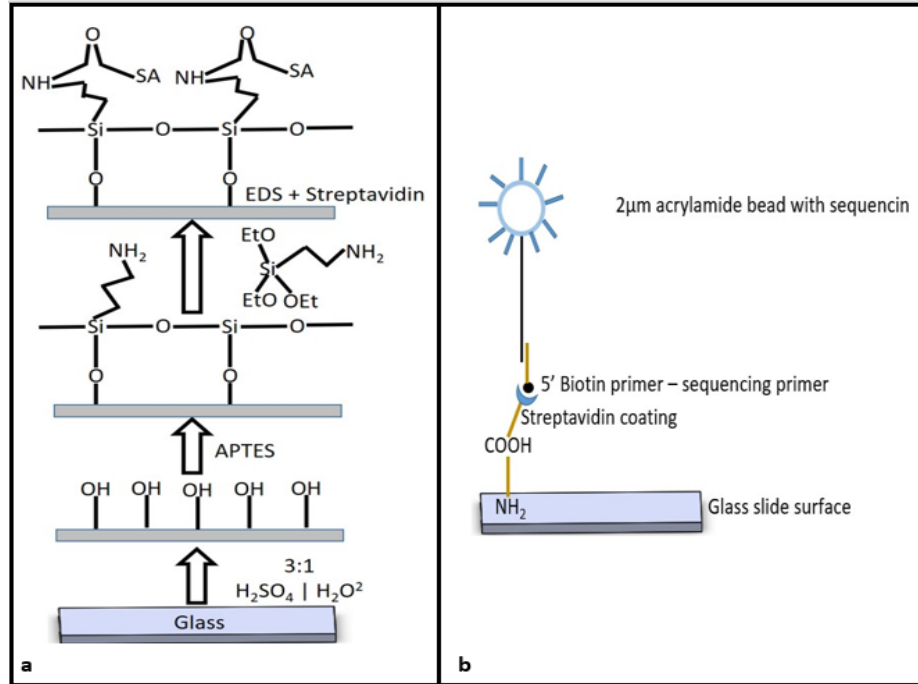 O
O
NH
SA
NH
SA
Si
O
Si
O
O
O
EDS + Streptavidin
EtO
NH₂
Si
NH₂
EtO
OEt
Si
O
Si
O
O
O
APTES
OH
OH
OH
OH
OH
3:1
H₂SO₄ | H₂O²
Glass
a
2µm acrylamide bead with sequencin
5' Biotin primer – sequencing primer
Streptavidin coating
COOH
NH₂
Glass slide surface
b